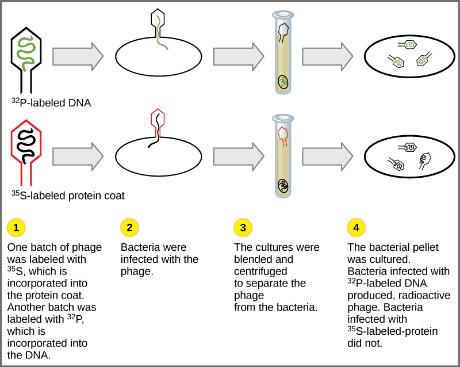 ³²P-labeled DNA
³⁵S-labeled protein coat
1
One batch of phage
was labeled with
³⁵S, which is
incorporated into
the protein coat.
Another batch was
labeled with ³²P,
which is
incorporated into
the DNA.
2
Bacteria were
infected with the
phage.
3
The cultures were
blended and
centrifuged
to separate the
phage
from the bacteria.
4
The bacterial pellet
was cultured.
Bacteria infected with
³²P-labeled DNA
produced, radioactive
phage. Bacteria
infected with
³⁵S-labeled-protein
did not.